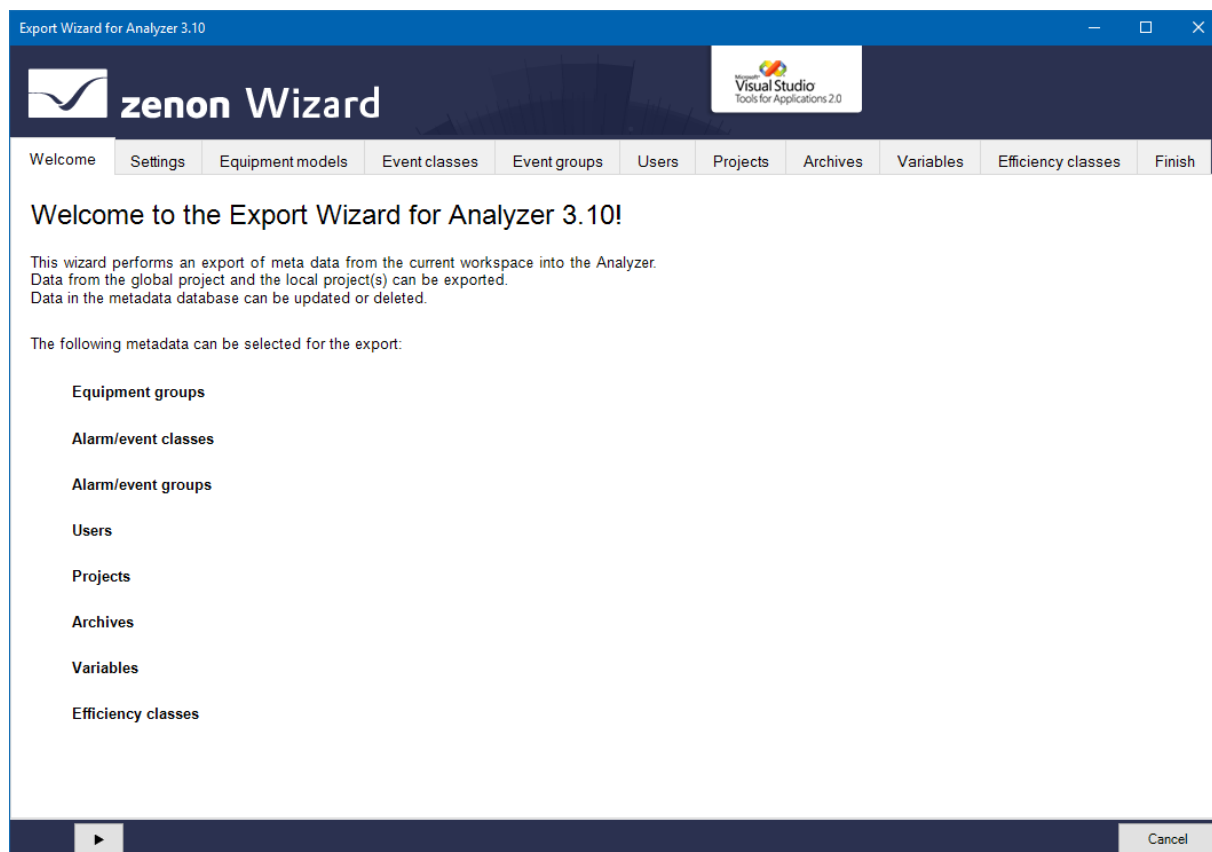 Export Wizard for Analyzer 3.10
zenon Wizard
Microsoft
Visual Studio
Tools for Applications 2.0
Welcome Settings Equipment models Event classes Event groups Users Projects Archives Variables Efficiency classes Finish
Welcome to the Export Wizard for Analyzer 3.10!
This wizard performs an export of meta data from the current workspace into the Analyzer.
Data from the global project and the local project(s) can be exported.
Data in the metadata database can be updated or deleted.
The following metadata can be selected for the export:
Equipment groups
Alarm/event classes
Alarm/event groups
Users
Projects
Archives
Variables
Efficiency classes
Cancel